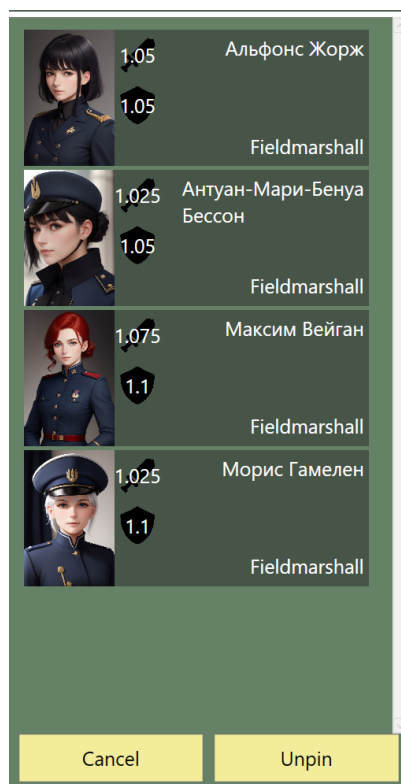 1.05
Альфонс Жорж
1.05
Fieldmarshall
1.025
Антуан-Мари-Бенуа
Бессон
1.05
Fieldmarshall
1.075
Максим Вейган
1.1
Fieldmarshall
1.025
Морис Гамелен
1.1
Fieldmarshall
Cancel
Unpin